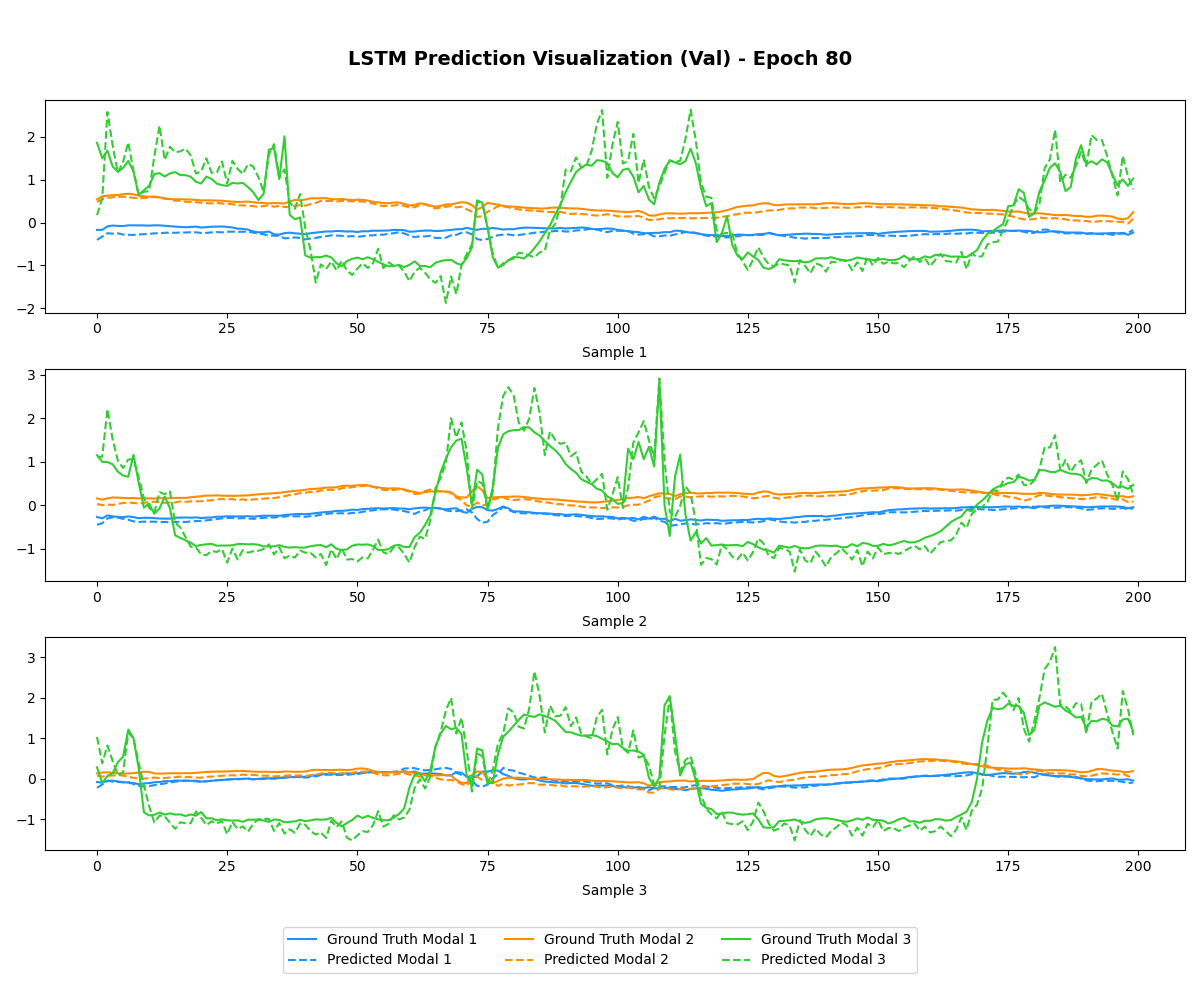 LSTM Prediction Visualization (Val) - Epoch 80
2
1
0
−1
−2
0 25 50 75 100 125 150 175 200
Sample 1
3
2
1
0
−1
0 25 50 75 100 125 150 175 200
Sample 2
3
2
1
0
−1
0 25 50 75 100 125 150 175 200
Sample 3
Ground Truth Modal 1 Ground Truth Modal 2 Ground Truth Modal 3
Predicted Modal 1 Predicted Modal 2 Predicted Modal 3